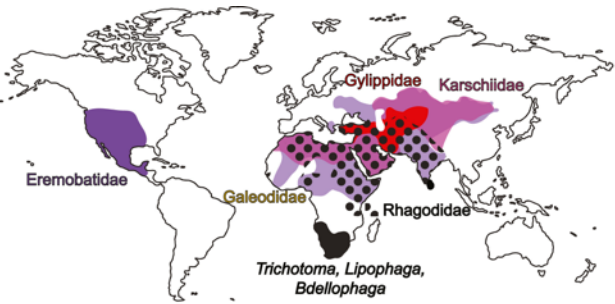 Gylippidae
Karschiidae
Eremobatidae
Galeodidae
Rhagodidae
Trichotoma, Lipophaga,
Bdellophaga